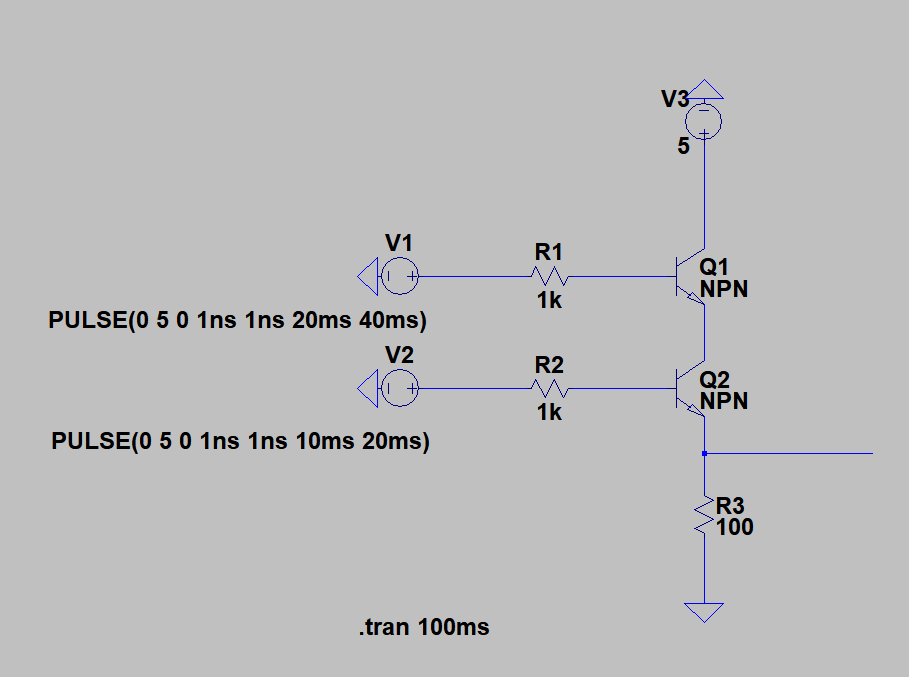 V3
5
V1
R1
1k
Q1
NPN
PULSE(0 5 0 1ns 1ns 20ms 40ms)
V2
R2
1k
Q2
NPN
PULSE(0 5 0 1ns 1ns 10ms 20ms)
R3
100
.tran 100ms